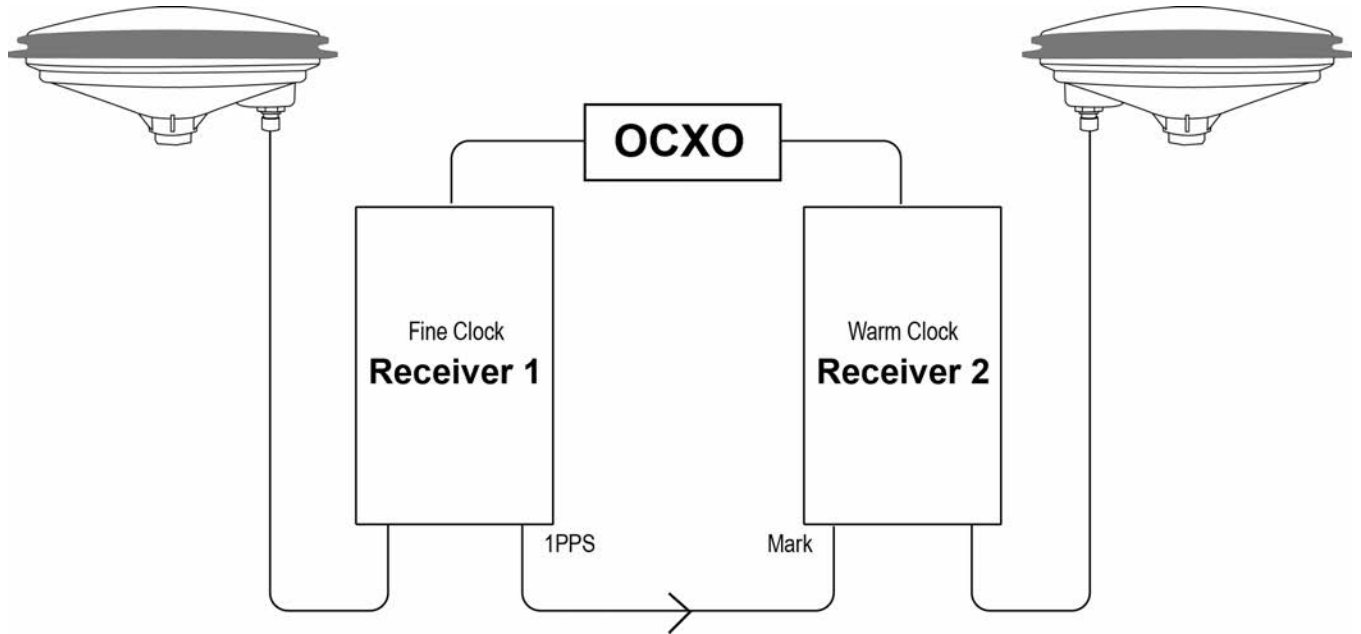 OCXO
Fine Clock
Receiver 1
Warm Clock
Receiver 2
1PPS
Mark